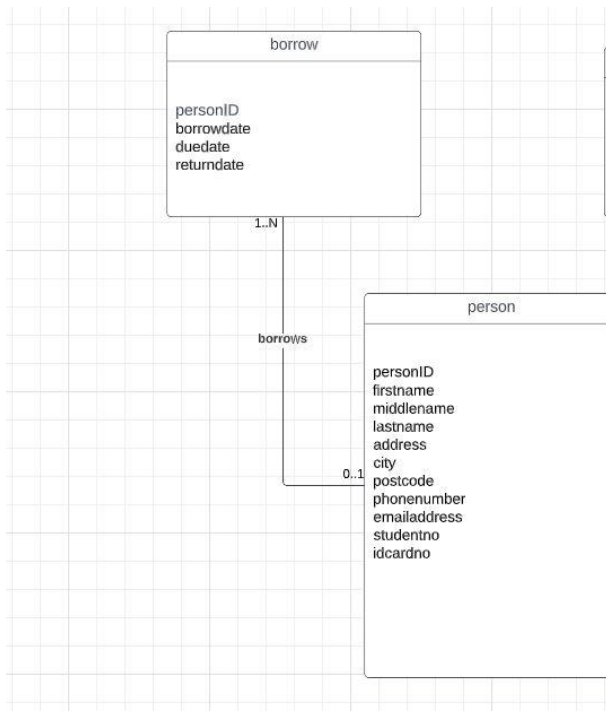 borrow
personID
borrowdate
duedate
returndate
1..N
borrows
person
0..1
personID
firstname
middlename
lastname
address
city
postcode
phonenumber
emailaddress
studentno
idcardno